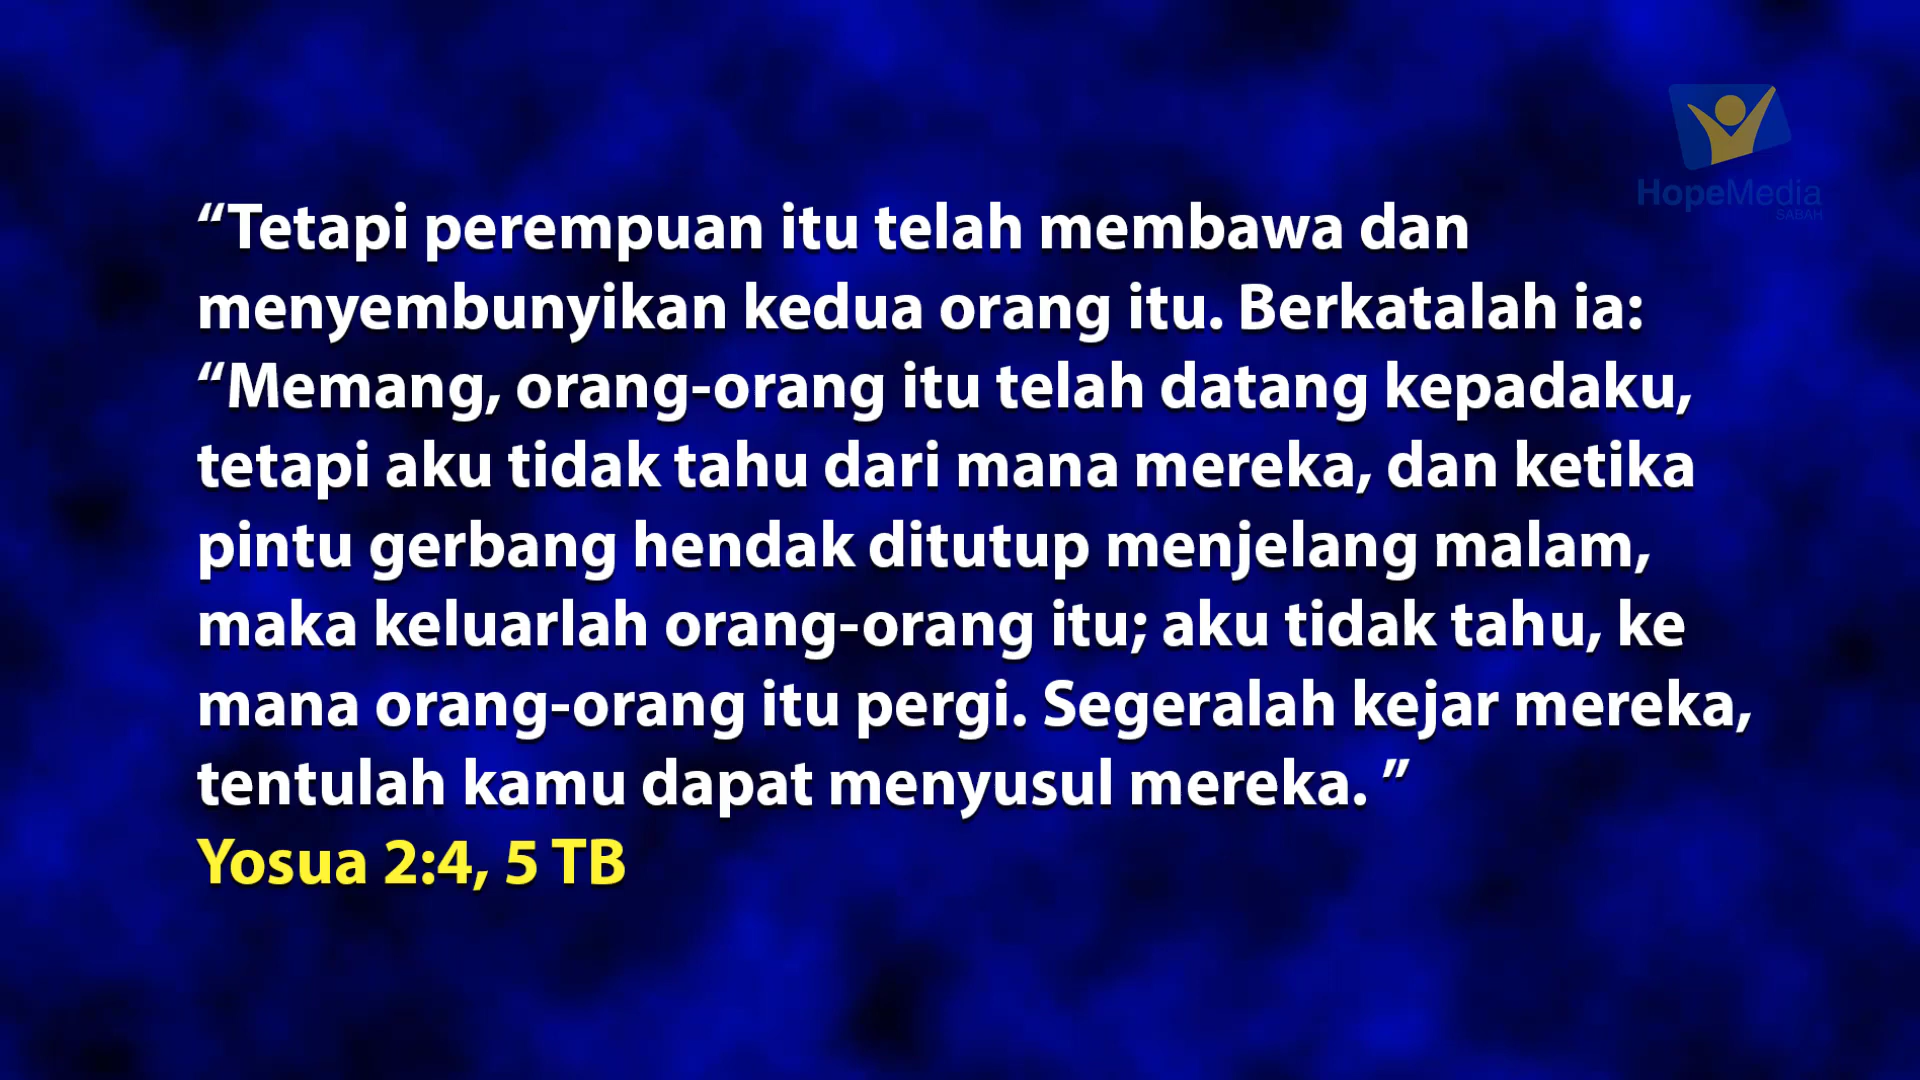 HopeMedia
SABAH
“Tetapi perempuan itu telah membawa dan
menyembunyikan kedua orang itu. Berkatalah ia:
“Memang, orang-orang itu telah datang kepadaku,
tetapi aku tidak tahu dari mana mereka, dan ketika
pintu gerbang hendak ditutup menjelang malam,
maka keluarlah orang-orang itu; aku tidak tahu, ke
mana orang-orang itu pergi. Segeralah kejar mereka,
tentulah kamu dapat menyusul mereka. ”
Yosua 2:4, 5 TB